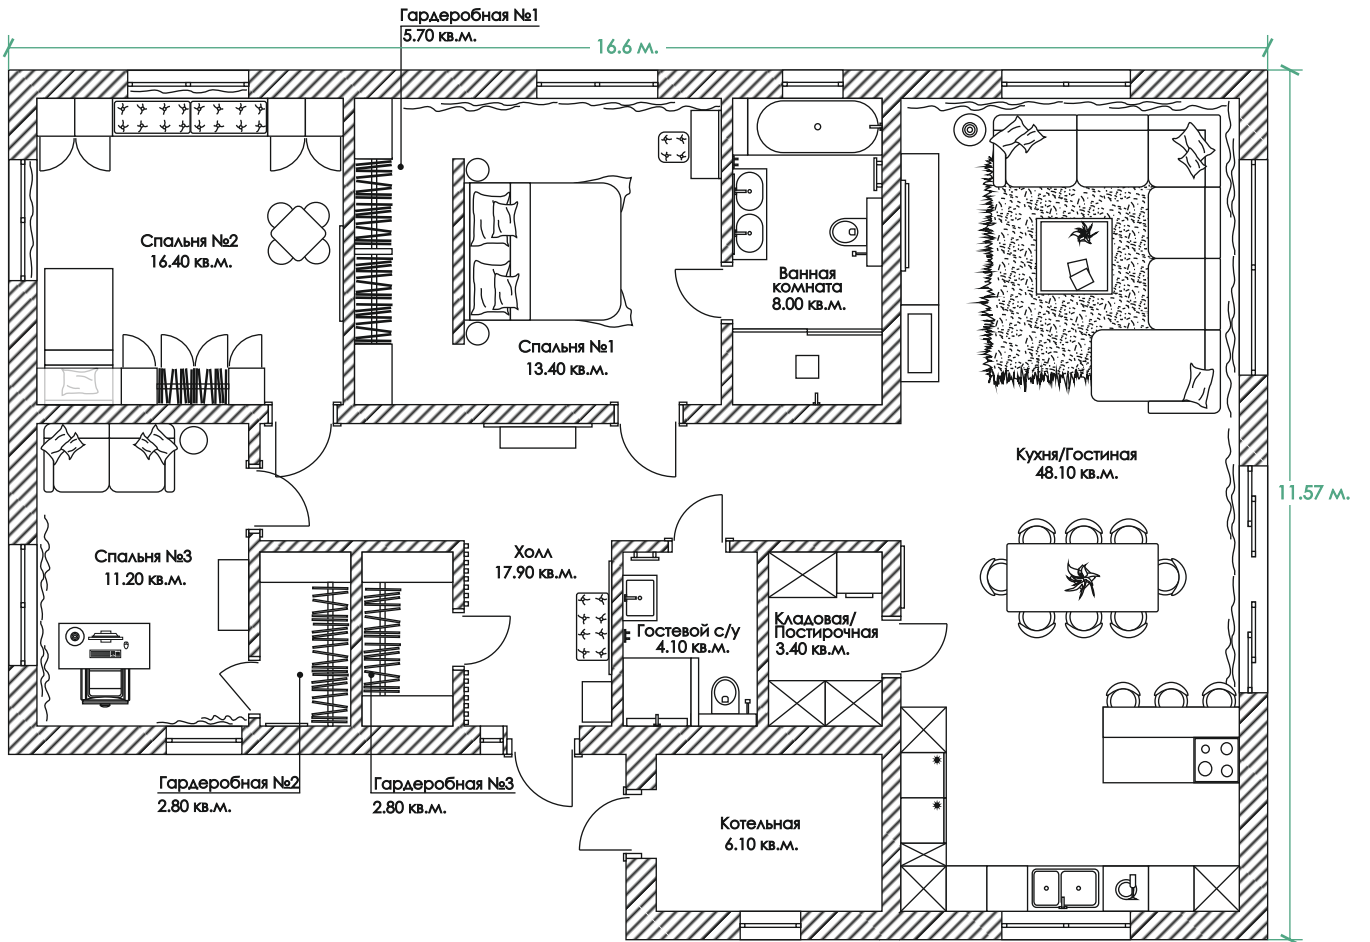 Гардеробная №1
5.70 кв.м.
16.6 м.
Спальня №2
16.40 кв.м.
Спальня №1
13.40 кв.м.
Ванная
комната
8.00 кв.м.
Кухня/Гостиная
48.10 кв.м.
11.57 м.
Спальня №3
11.20 кв.м.
Холл
17.90 кв.м.
Гостевой с/у
4.10 кв.м.
Кладовая/
Постирочная
3.40 кв.м.
Гардеробная №2
2.80 кв.м.
Гардеробная №3
2.80 кв.м.
Котельная
6.10 кв.м.